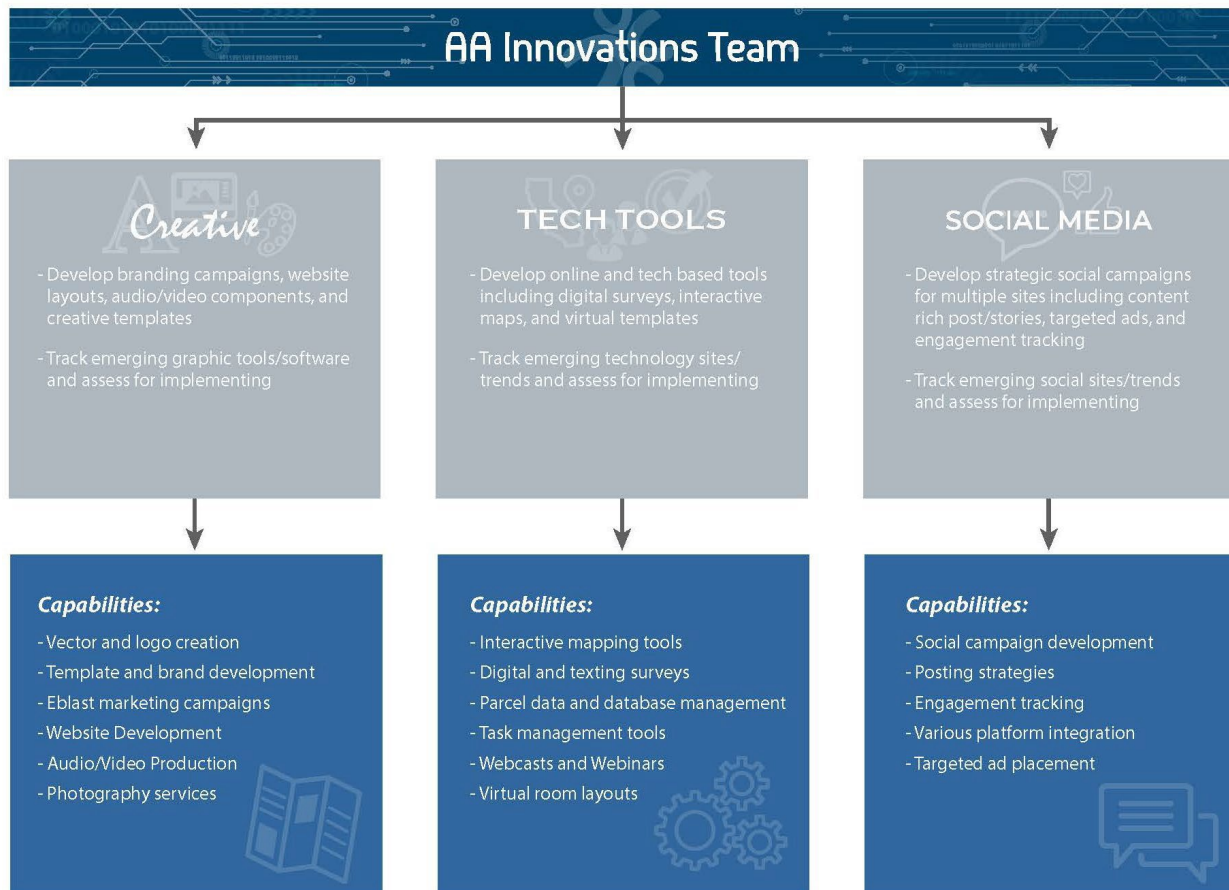 AA Innovations Team
Creative
- Develop branding campaigns, website
layouts, audio/video components, and
creative templates
- Track emerging graphic tools/software
and assess for implementing
TECH TOOLS
- Develop online and tech based tools
including digital surveys, interactive
maps, and virtual templates
- Track emerging technology sites/
trends and assess for implementing
SOCIAL MEDIA
- Develop strategic social campaigns
for multiple sites including content
rich post/stories, targeted ads, and
engagement tracking
- Track emerging social sites/trends
and assess for implementing
Capabilities:
- Vector and logo creation
- Template and brand development
- Eblast marketing campaigns
- Website Development
- Audio/Video Production
- Photography services
Capabilities:
- Interactive mapping tools
- Digital and texting surveys
- Parcel data and database management
- Task management tools
- Webcasts and Webinars
- Virtual room layouts
Capabilities:
- Social campaign development
- Posting strategies
- Engagement tracking
- Various platform integration
- Targeted ad placement